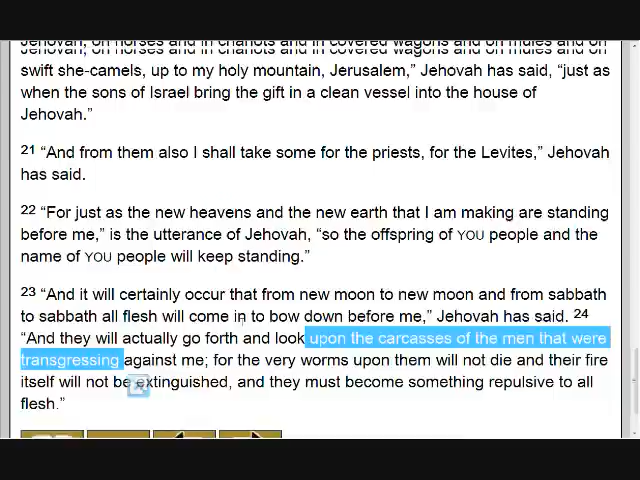 Jehovah, on horses and in chariots and in covered wagons and on mules and on
swift she-camels, up to my holy mountain, Jerusalem,” Jehovah has said, “just as
when the sons of Israel bring the gift in a clean vessel into the house of
Jehovah.”
21 “And from them also I shall take some for the priests, for the Levites,” Jehovah
has said.
22 “For just as the new heavens and the new earth that I am making are standing
before me,” is the utterance of Jehovah, “so the offspring of YOU people and the
name of YOU people will keep standing.”
23 “And it will certainly occur that from new moon to new moon and from sabbath
to sabbath all flesh will come in to bow down before me,” Jehovah has said. 24
“And they will actually go forth and look upon the carcasses of the men that were
transgressing against me; for the very worms upon them will not die and their fire
itself will not be extinguished, and they must become something repulsive to all
flesh.”